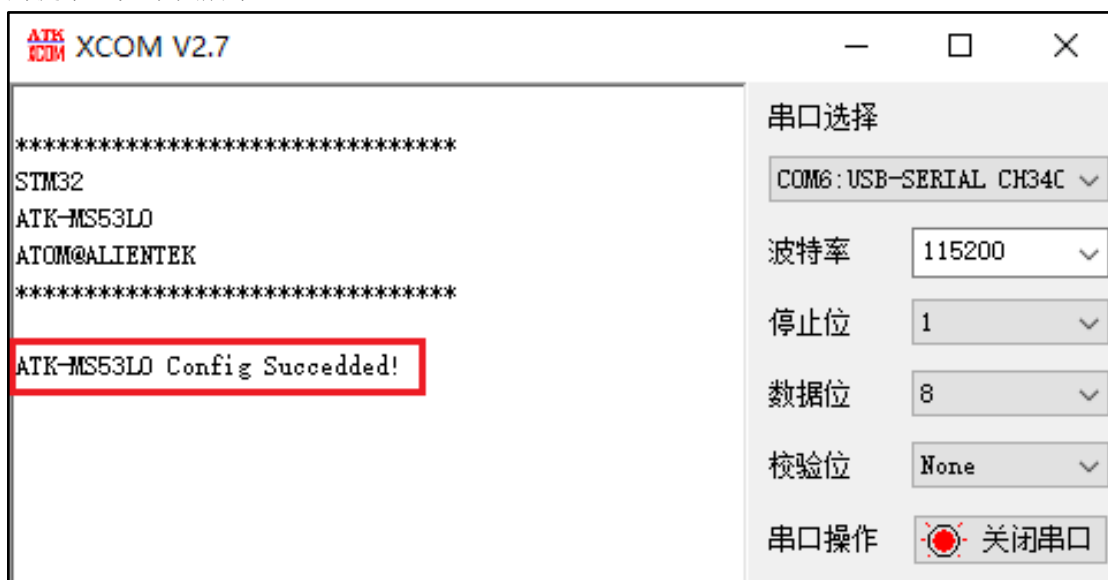 ATK
XCOM
XCOM V2.7
********************************
STM32
ATK-MS53L0
ATOM@ALIENTEK
********************************
ATK-MS53L0 Config Succedded!
串口选择
COM6:USB-SERIAL CH34C
波特率
115200
停止位
1
数据位
8
校验位
None
串口操作
关闭串口